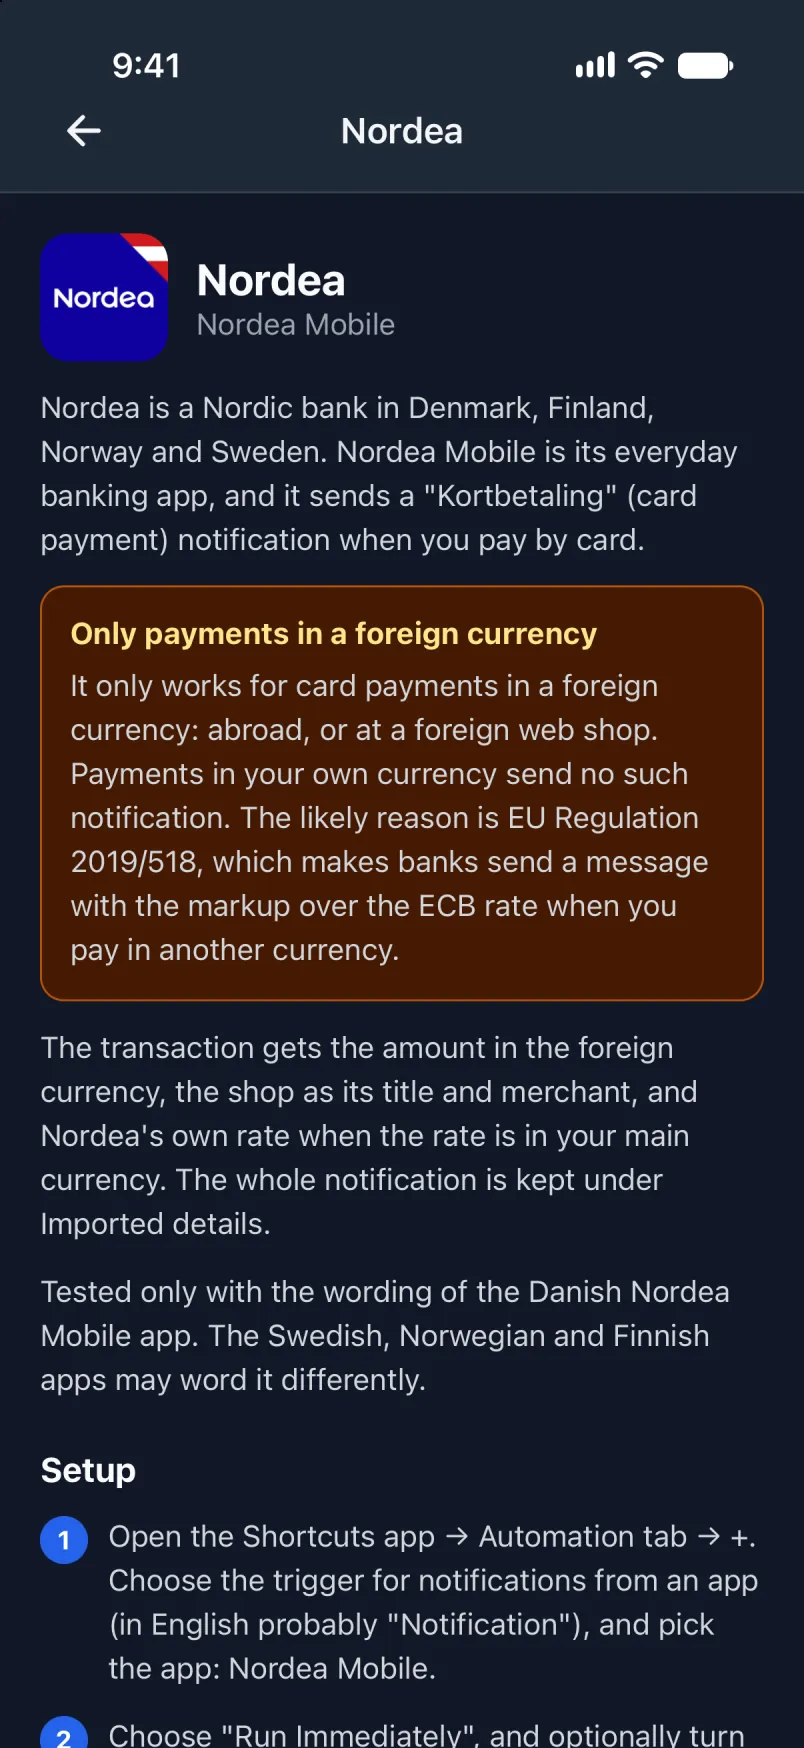 9:41
Nordea
Nordea
Nordea
Nordea Mobile
Nordea is a Nordic bank in Denmark, Finland,
Norway and Sweden. Nordea Mobile is its everyday
banking app, and it sends a "Kortbetaling" (card
payment) notification when you pay by card.
Only payments in a foreign currency
It only works for card payments in a foreign
currency: abroad, or at a foreign web shop.
Payments in your own currency send no such
notification. The likely reason is EU Regulation
2019/518, which makes banks send a message
with the markup over the ECB rate when you
pay in another currency.
The transaction gets the amount in the foreign
currency, the shop as its title and merchant, and
Nordea's own rate when the rate is in your main
currency. The whole notification is kept under
Imported details.
Tested only with the wording of the Danish Nordea
Mobile app. The Swedish, Norwegian and Finnish
apps may word it differently.
Setup
1 Open the Shortcuts app → Automation tab → +.
Choose the trigger for notifications from an app
(in English probably "Notification"), and pick
the app: Nordea Mobile.
2 Choose "Run Immediately", and optionally turn